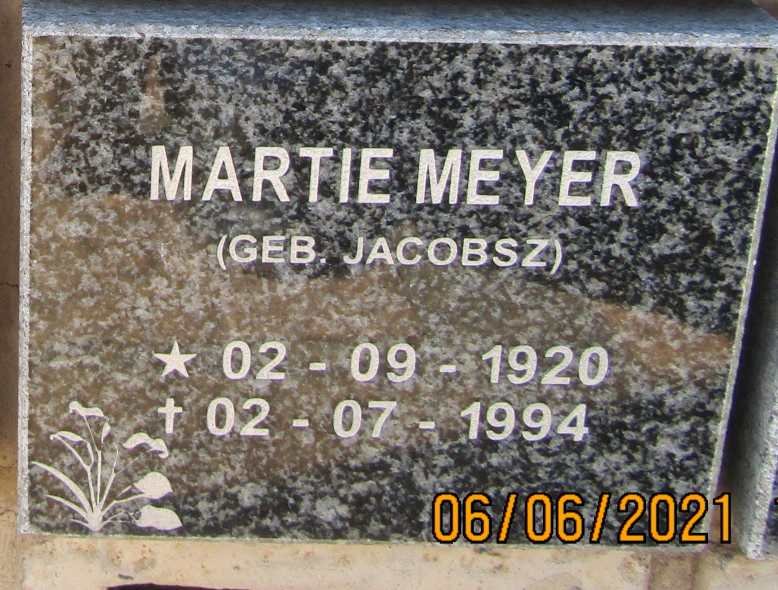 MARTIE MEYER
(GEB. JACOBSZ)
★ 02 - 09 - 1920
✝ 02 - 07 - 1994
06/06/2021